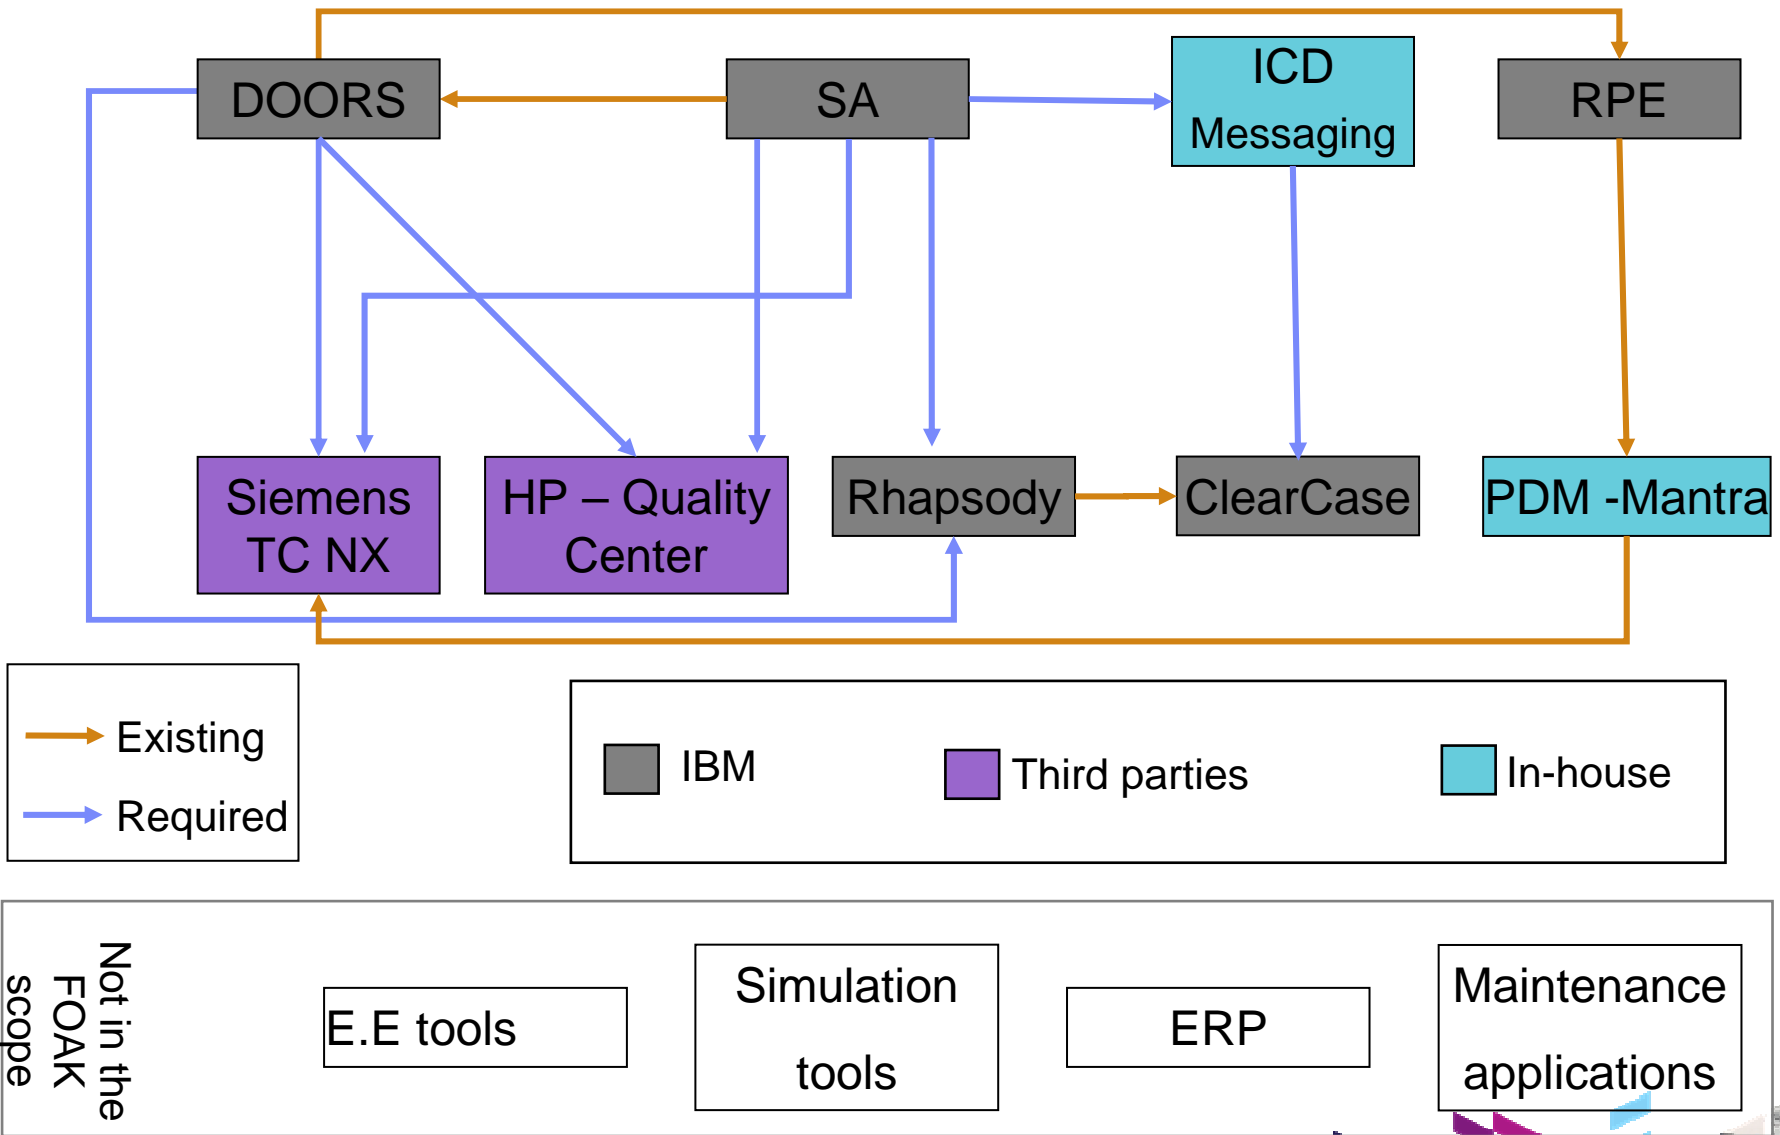 DOORS
SA
ICD
Messaging
RPE
Siemens
TC NX
HP – Quality
Center
Rhapsody
ClearCase
PDM -Mantra
Existing
Required
IBM
Third parties
In-house
Not in the
FOAK
scope
E.E tools
Simulation
tools
ERP
Maintenance
applications